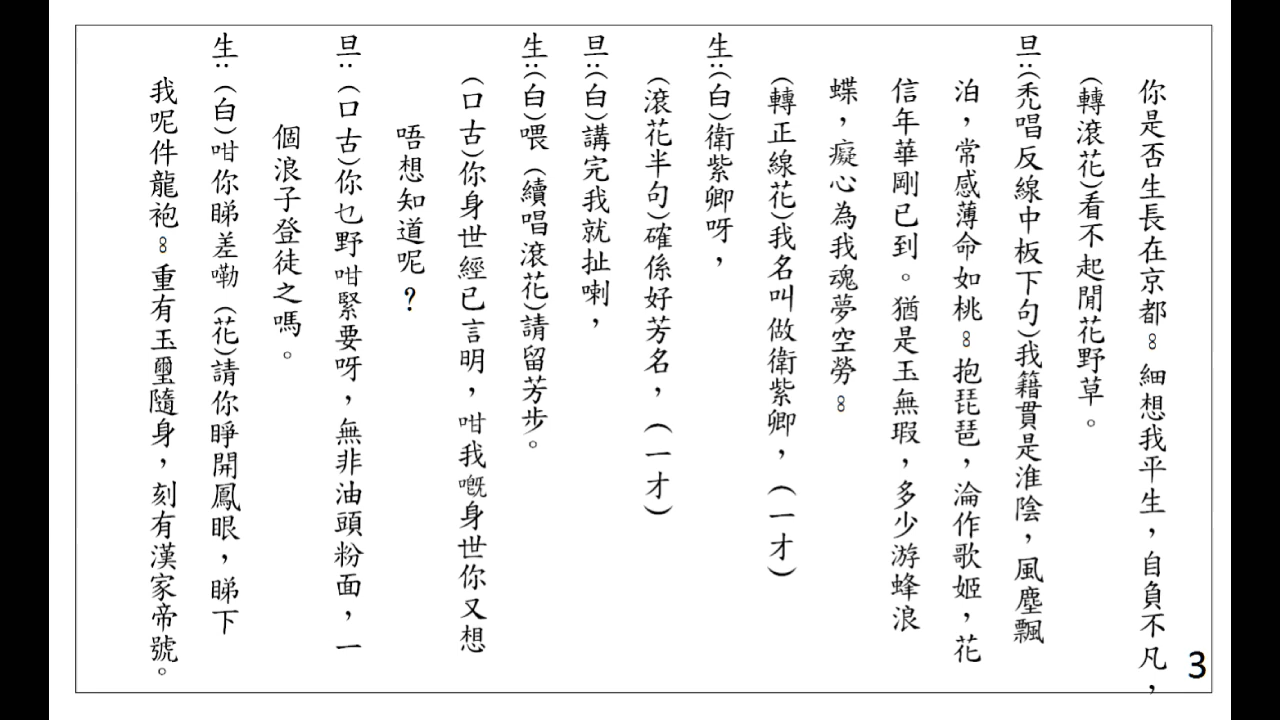 你是否生長在京都。。細想我平生，自負不凡，
（轉滾花）看不起閒花野草。
旦：（禿唱反線中板下句）我籍貫是淮陰，風塵飄
泊，常感薄命如桃。。抱琵琶，淪作歌姬，花
信年華剛已到。猶是玉無瑕，多少游蜂浪
蝶，癡心為我魂夢空勞。。
（轉正線花）我名叫做衛紫卿，（一才）
生：（白）衛紫卿呀，
（滾花半句）確係好芳名，（一才）
旦：（白）講完我就扯喇，
生：（白）喂（續唱滾花）請留芳步。
（口古）你身世經已言明，咁我嘅身世你又想
唔想知道呢？
旦：（口古）你乜野咁緊要呀，無非油頭粉面，一
個浪子登徒之嗎。
生：（白）咁你睇差嘞（花）請你睜開鳳眼，睇下
我呢件龍袍。。重有玉璽隨身，刻有漢家帝號。
3